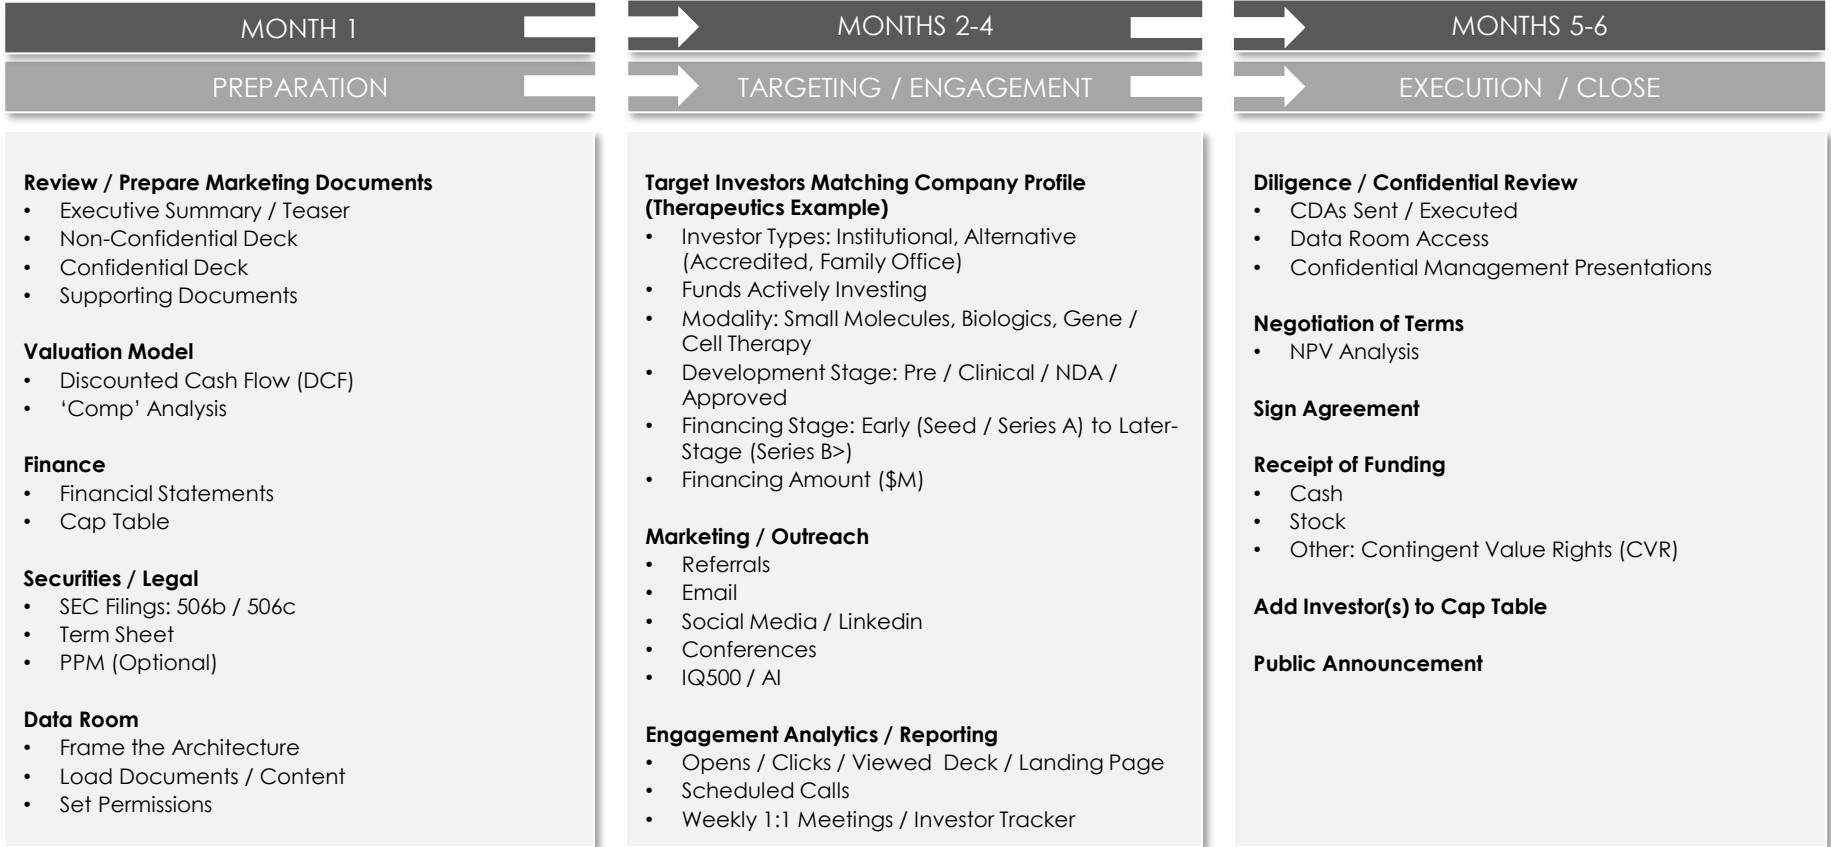 MONTH 1
PREPARATION
Review / Prepare Marketing Documents
• Executive Summary / Teaser
• Non-Confidential Deck
• Confidential Deck
• Supporting Documents
Valuation Model
• Discounted Cash Flow (DCF)
• ‘Comp’ Analysis
Finance
• Financial Statements
• Cap Table
Securities / Legal
• SEC Filings: 506b / 506c
• Term Sheet
• PPM (Optional)
Data Room
• Frame the Architecture
• Load Documents / Content
• Set Permissions
MONTHS 2-4
TARGETING / ENGAGEMENT
Target Investors Matching Company Profile
(Therapeutics Example)
• Investor Types: Institutional, Alternative
(Accredited, Family Office)
• Funds Actively Investing
• Modality: Small Molecules, Biologics, Gene /
Cell Therapy
• Development Stage: Pre / Clinical / NDA /
Approved
• Financing Stage: Early (Seed / Series A) to Later-
Stage (Series B>)
• Financing Amount ($M)
Marketing / Outreach
• Referrals
• Email
• Social Media / Linkedin
• Conferences
• IQ500 / AI
Engagement Analytics / Reporting
• Opens / Clicks / Viewed Deck / Landing Page
• Scheduled Calls
• Weekly 1:1 Meetings / Investor Tracker
MONTHS 5-6
EXECUTION / CLOSE
Diligence / Confidential Review
• CDAs Sent / Executed
• Data Room Access
• Confidential Management Presentations
Negotiation of Terms
• NPV Analysis
Sign Agreement
Receipt of Funding
• Cash
• Stock
• Other: Contingent Value Rights (CVR)
Add Investor(s) to Cap Table
Public Announcement